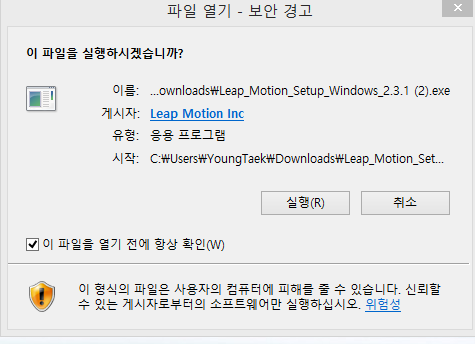 파일 열기 - 보안 경고
이 파일을 실행하시겠습니까?
이름: ...ownloads₩Leap_Motion_Setup_Windows_2.3.1 (2).exe
게시자: Leap Motion Inc
유형: 응용 프로그램
시작: C:₩Users₩YoungTaek₩Downloads₩Leap_Motion_Set...
실행(R) 취소
이 파일을 열기 전에 항상 확인(W)
이 형식의 파일은 사용자의 컴퓨터에 피해를 줄 수 있습니다. 신뢰할
수 있는 게시자로부터의 소프트웨어만 실행하십시오. 위험성